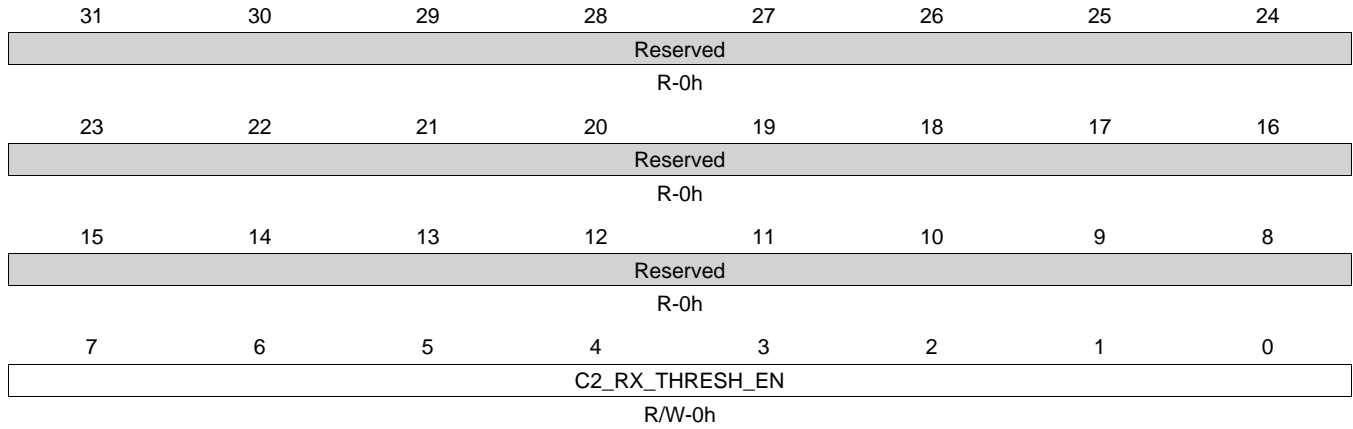 31 30 29 28 27 26 25 24
Reserved
R-0h
23 22 21 20 19 18 17 16
Reserved
R-0h
15 14 13 12 11 10 9 8
Reserved
R-0h
7 6 5 4 3 2 1 0
C2_RX_THRESH_EN
R/W-0h